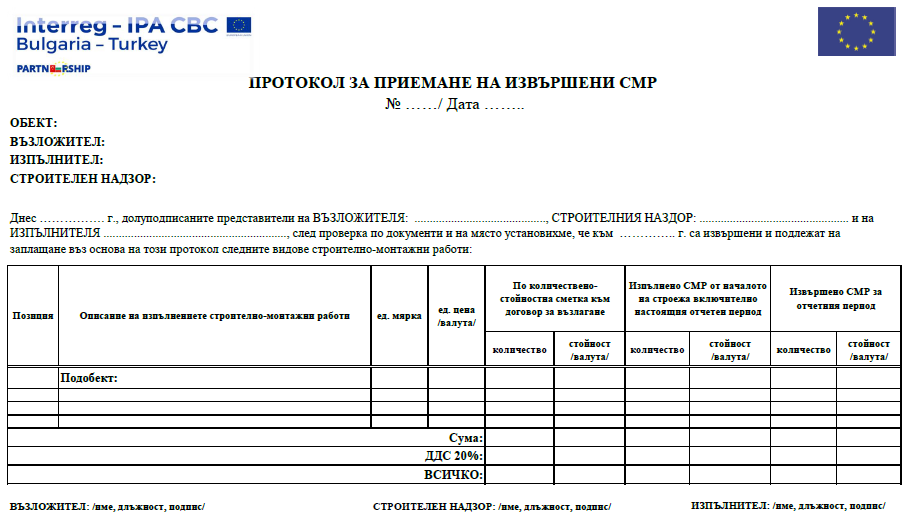 Interreg – IPA CBC
Bulgaria – Turkey
PARTNERSHIP
ПРОТОКОЛ ЗА ПРИЕМАНЕ НА ИЗВЪРШЕНИ СМР
№ ……/ Дата ……..
ОБЕКТ:
ВЪЗЛОЖИТЕЛ:
ИЗПЪЛНИТЕЛ:
СТРОИТЕЛЕН НАДЗОР:
Днес ……………. г., долуподписаните представители на ВЪЗЛОЖИТЕЛЯ: ............................................, СТРОИТЕЛНИЯ НАЗДОР: .................................................. и на
ИЗПЪЛНИТЕЛЯ ............................................................., след проверка по документи и на място установихме, че към ………….. г. са извършени и подлежат на
заплащане въз основа на този протокол следните видове строително-монтажни работи:
Позиция
Описание на изпълнениете строително-монтажни работи
ед. мярка
ед. цена
/валута/
По количествено-
стойностна сметка към
договор за възлагане
Изпълнено СМР от началото
на строежа включително
настоящия отчетен период
Извършено СМР за
отчетния период
количество
стойност
/валута/
количество
стойност
/валута/
количество
стойност
/валута/
Подобект:
Сума:
ДДС 20%:
ВСИЧКО:
ВЪЗЛОЖИТЕЛ: /име, длъжност, подпис/
СТРОИТЕЛЕН НАДЗОР: /име, длъжност, подпис/
ИЗПЪЛНИТЕЛ: /име, длъжност, подпис/